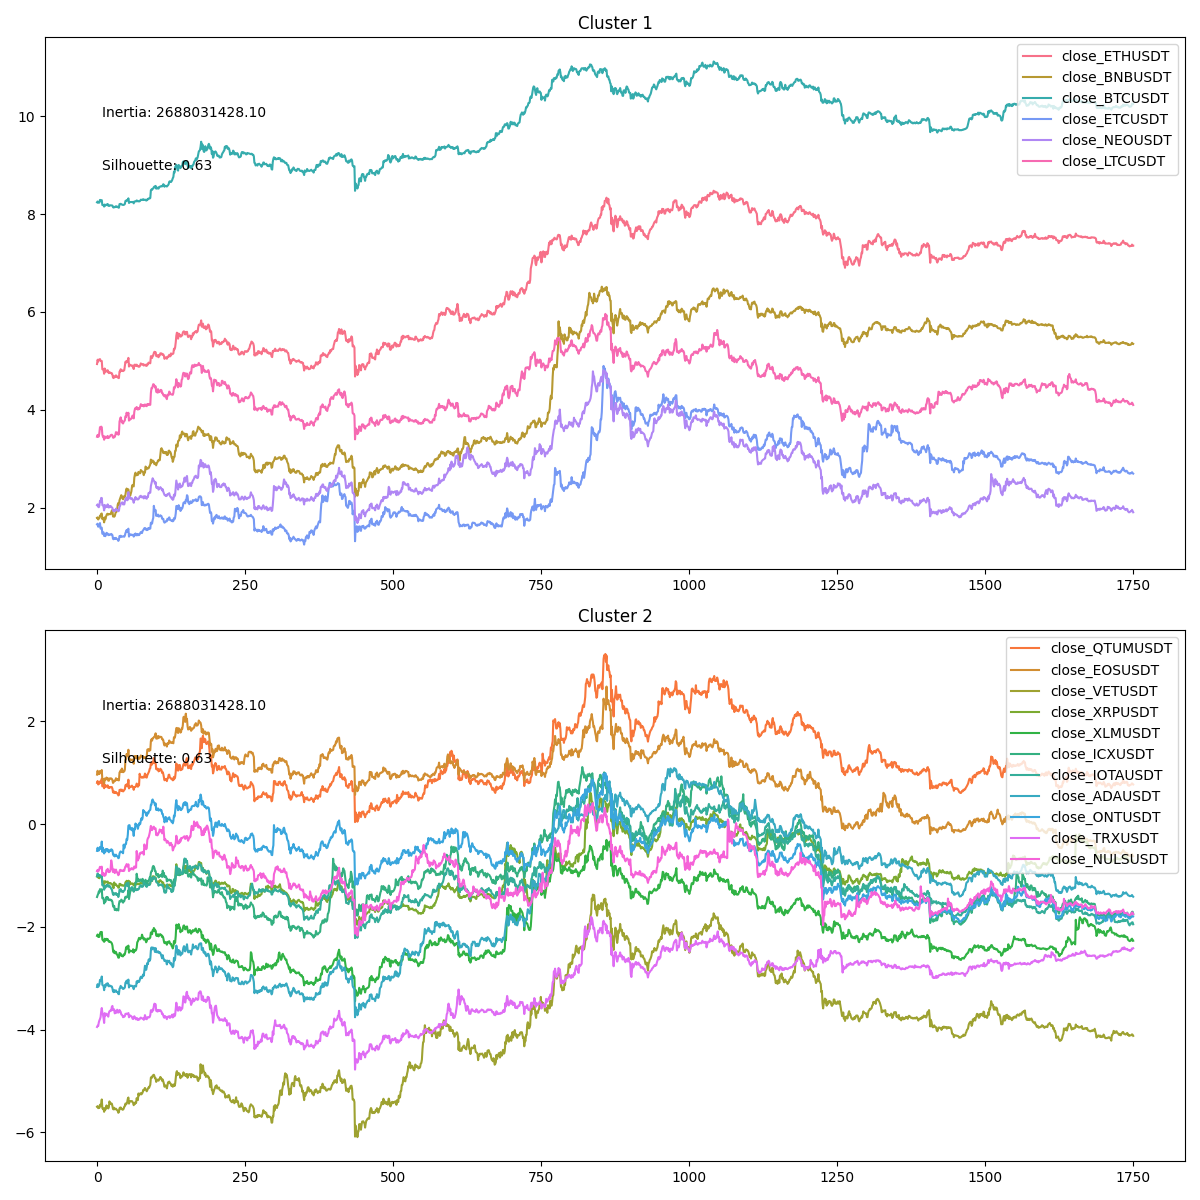 Cluster 1
10
8
6
4
2
Inertia: 2688031428.10
Silhouette: 0.63
close_ETHUSDT
close_BNBUSDT
close_BTCUSDT
close_ETCUSDT
close_NEOUSDT
close_LTCUSDT
0 250 500 750 1000 1250 1500 1750
Cluster 2
2
0
−2
−4
−6
Inertia: 2688031428.10
Silhouette: 0.63
close_QTUMUSDT
close_EOSUSDT
close_VETUSDT
close_XRPUSDT
close_XLMUSDT
close_ICXUSDT
close_IOTAUSDT
close_ADAUSDT
close_ONTUSDT
close_TRXUSDT
close_NULSUSDT
0 250 500 750 1000 1250 1500 1750